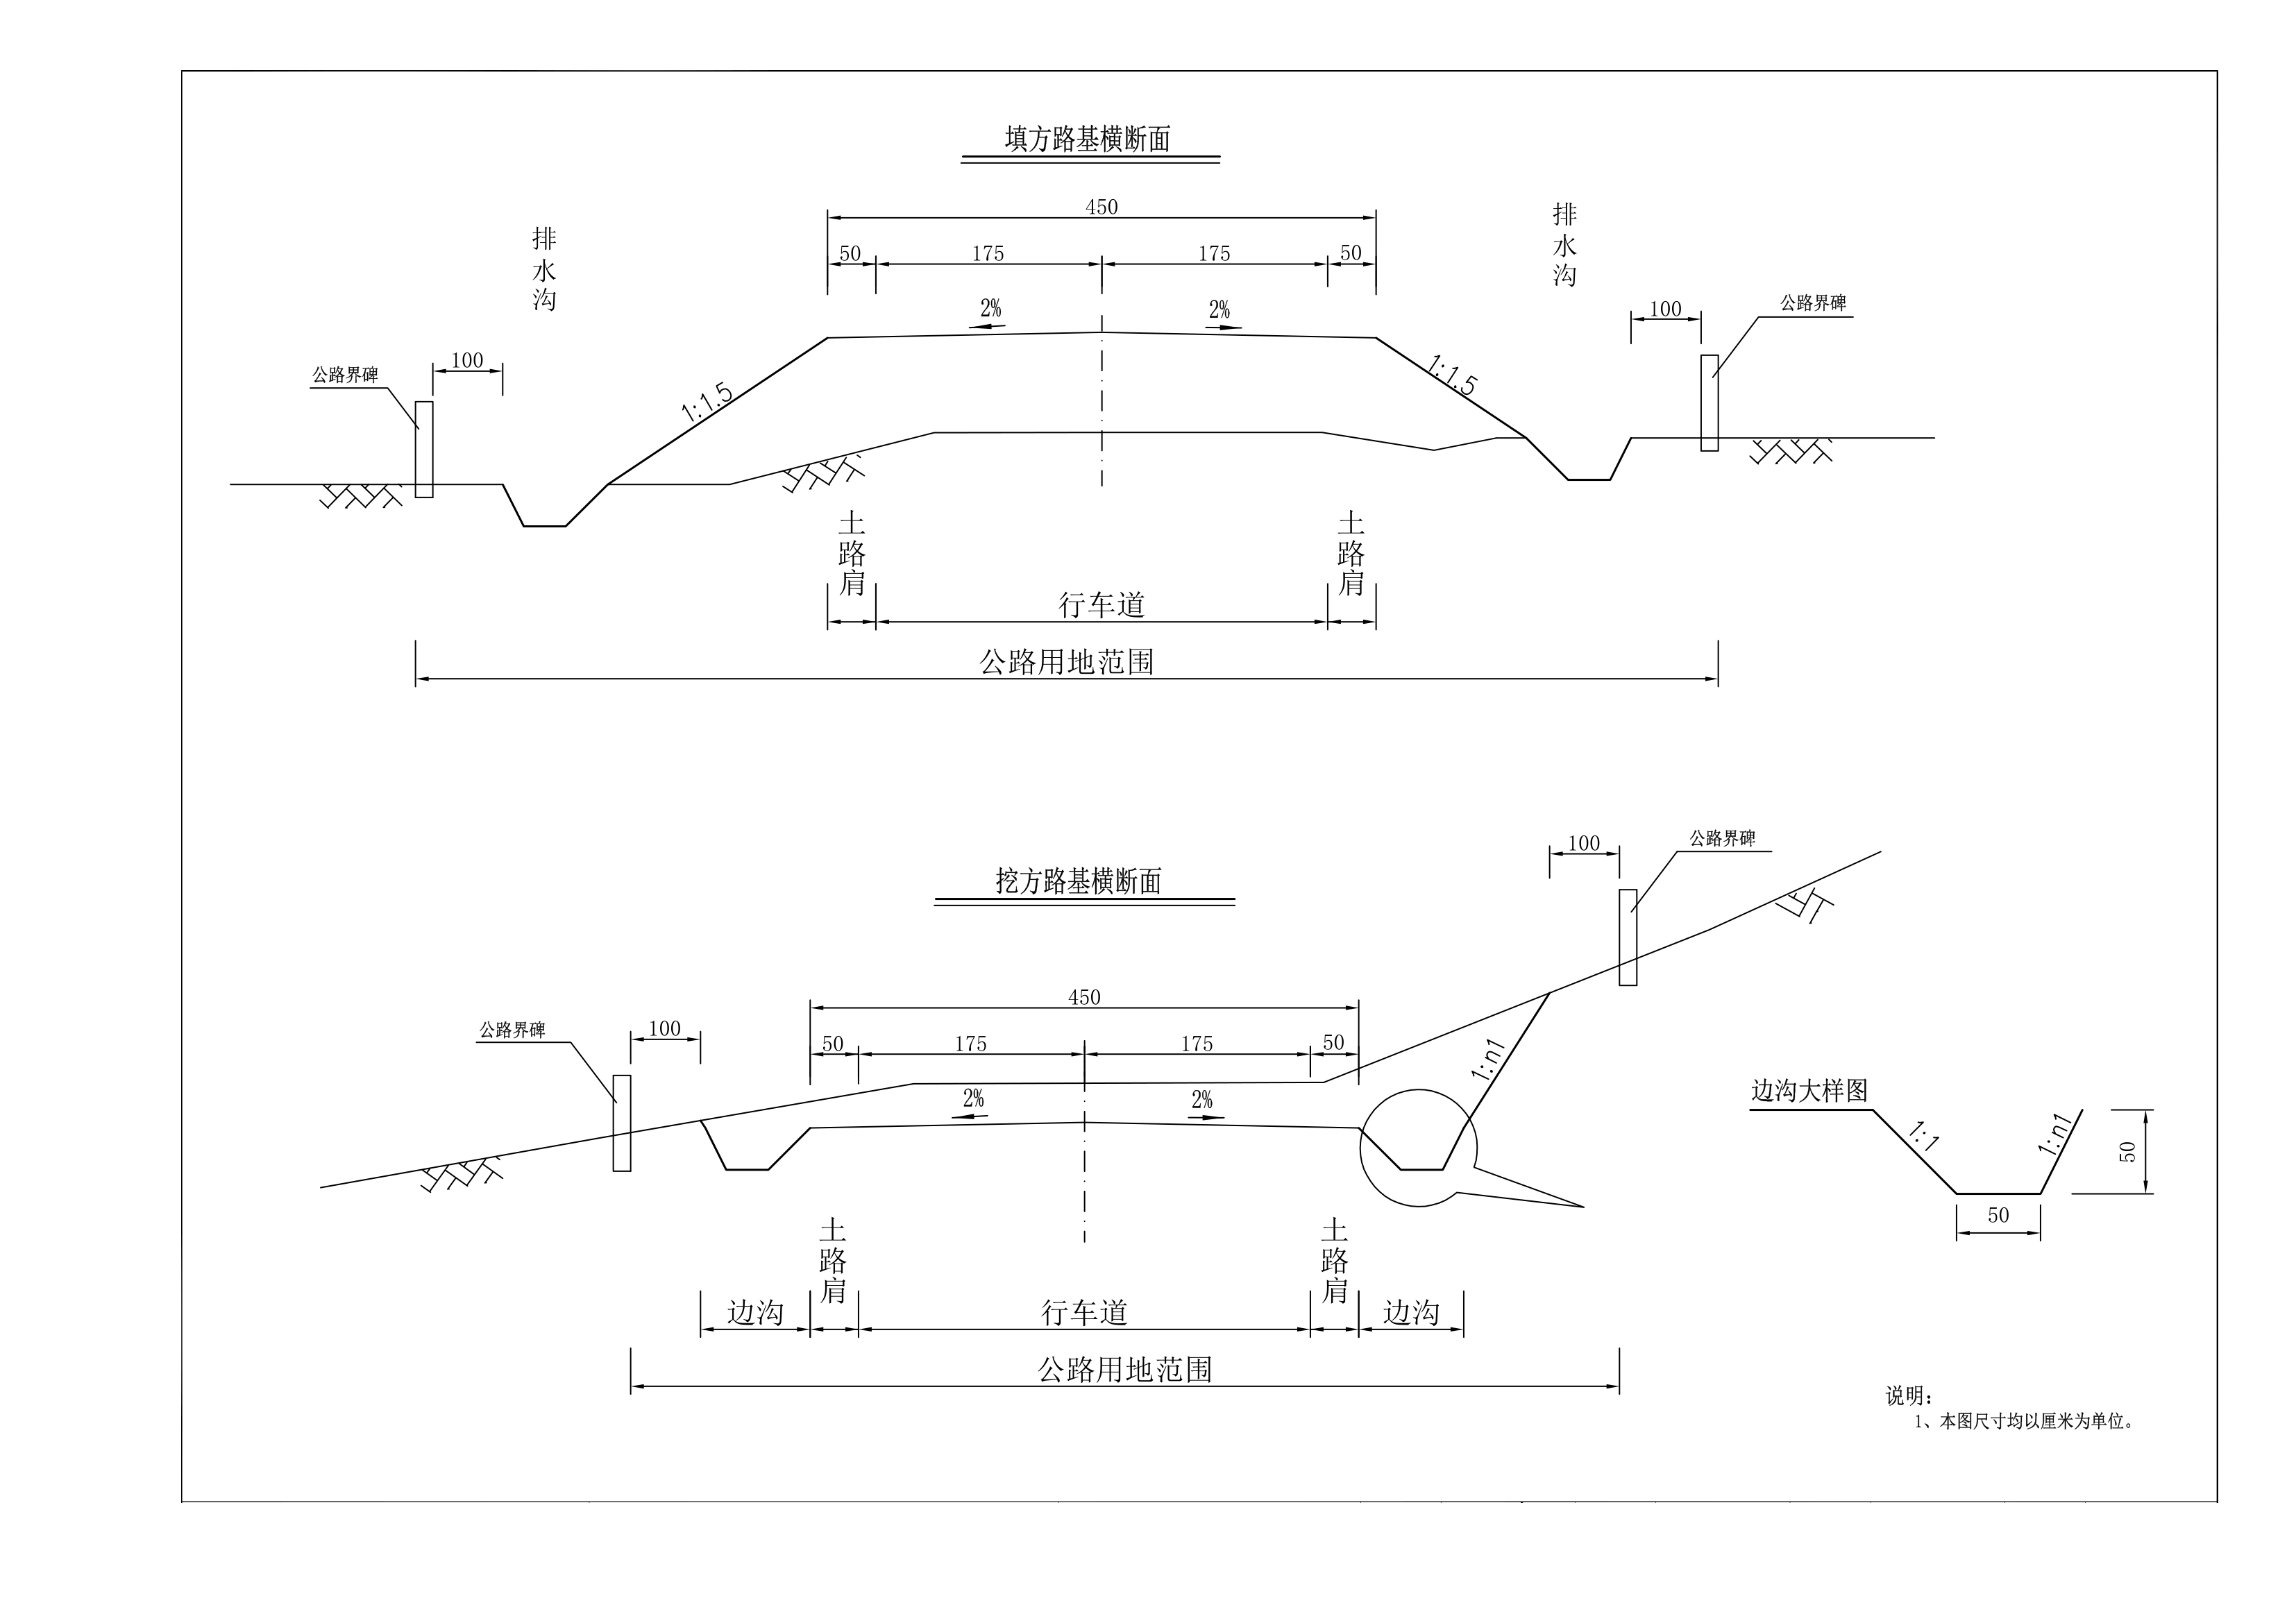 填方路基横断面
450
50
175
175
50
排水沟
排水沟
2%
2%
100
公路界碑
公路界碑
100
1:1.5
1:1.5
土路肩
土路肩
行车道
公路用地范围
挖方路基横断面
100
公路界碑
450
公路界碑
100
50
175
175
50
2%
2%
1:n1
边沟大样图
1:1
1:n1
50
50
土路肩
土路肩
边沟
行车道
边沟
公路用地范围
说明:
1、本图尺寸均以厘米为单位。